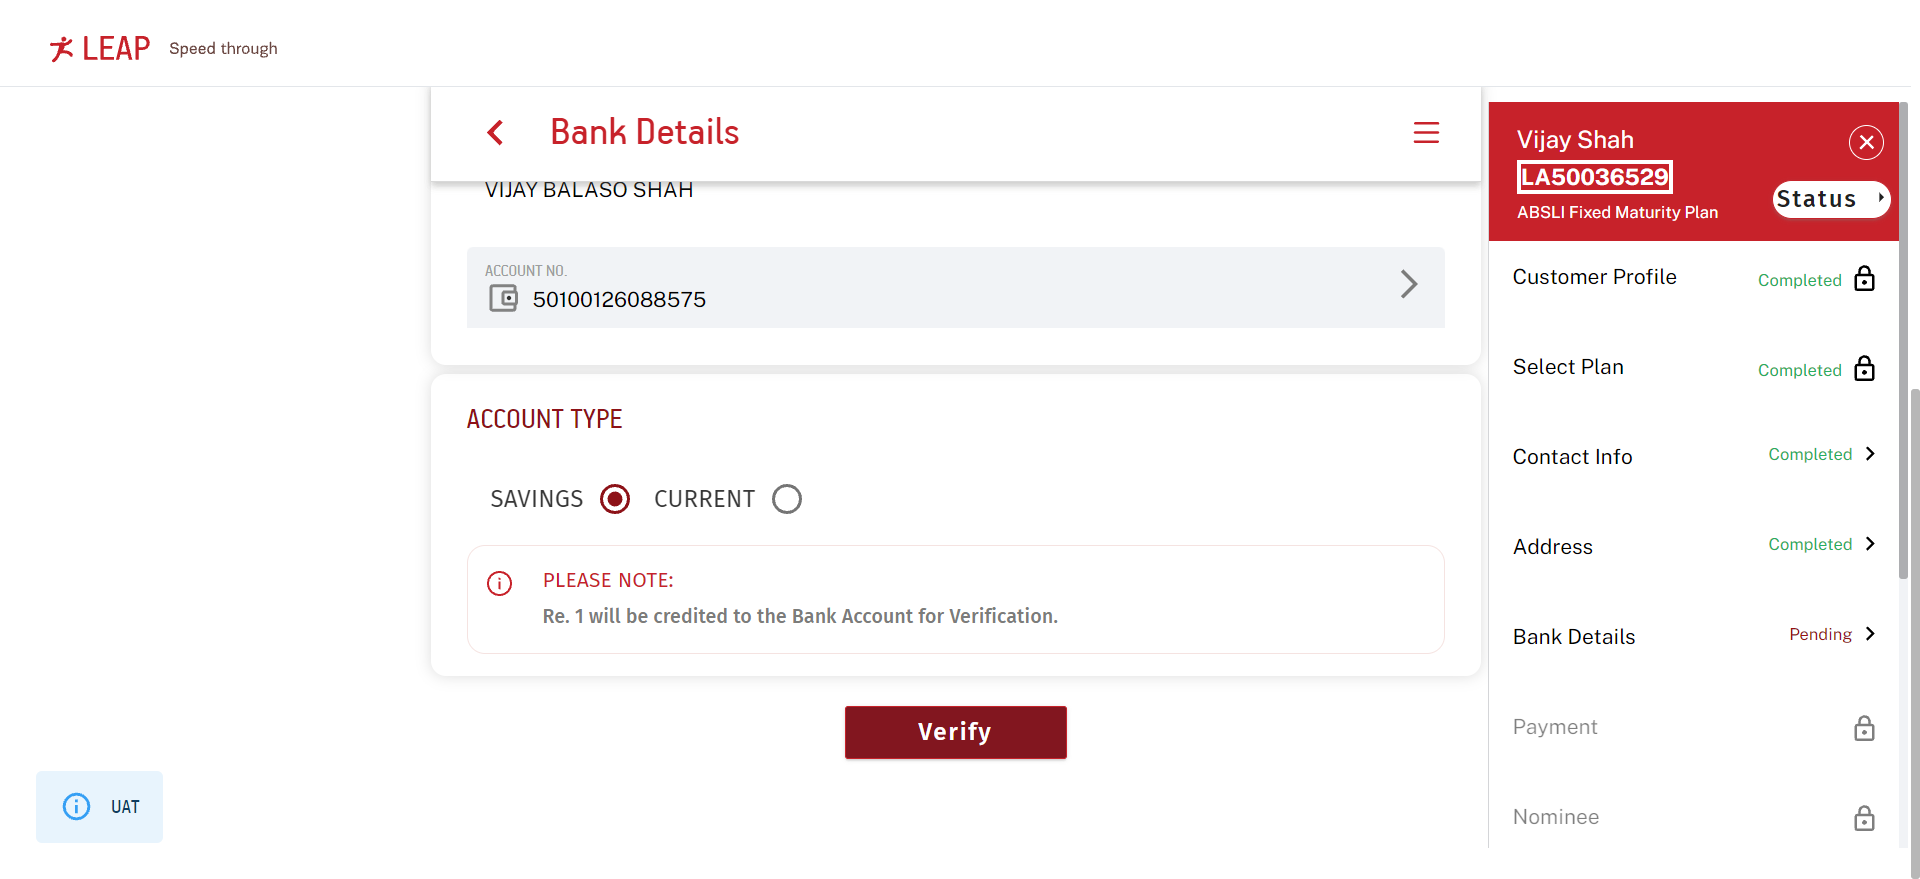 LEAP Speed through
Bank Details
VIJAY BALASO SHAH
ACCOUNT NO.
50100126088575
ACCOUNT TYPE
SAVINGS CURRENT
PLEASE NOTE:
Re. 1 will be credited to the Bank Account for Verification.
Verify
UAT
Vijay Shah
LA50036529
ABSLI Fixed Maturity Plan
Status
Customer Profile Completed
Select Plan Completed
Contact Info Completed
Address Completed
Bank Details Pending
Payment
Nominee